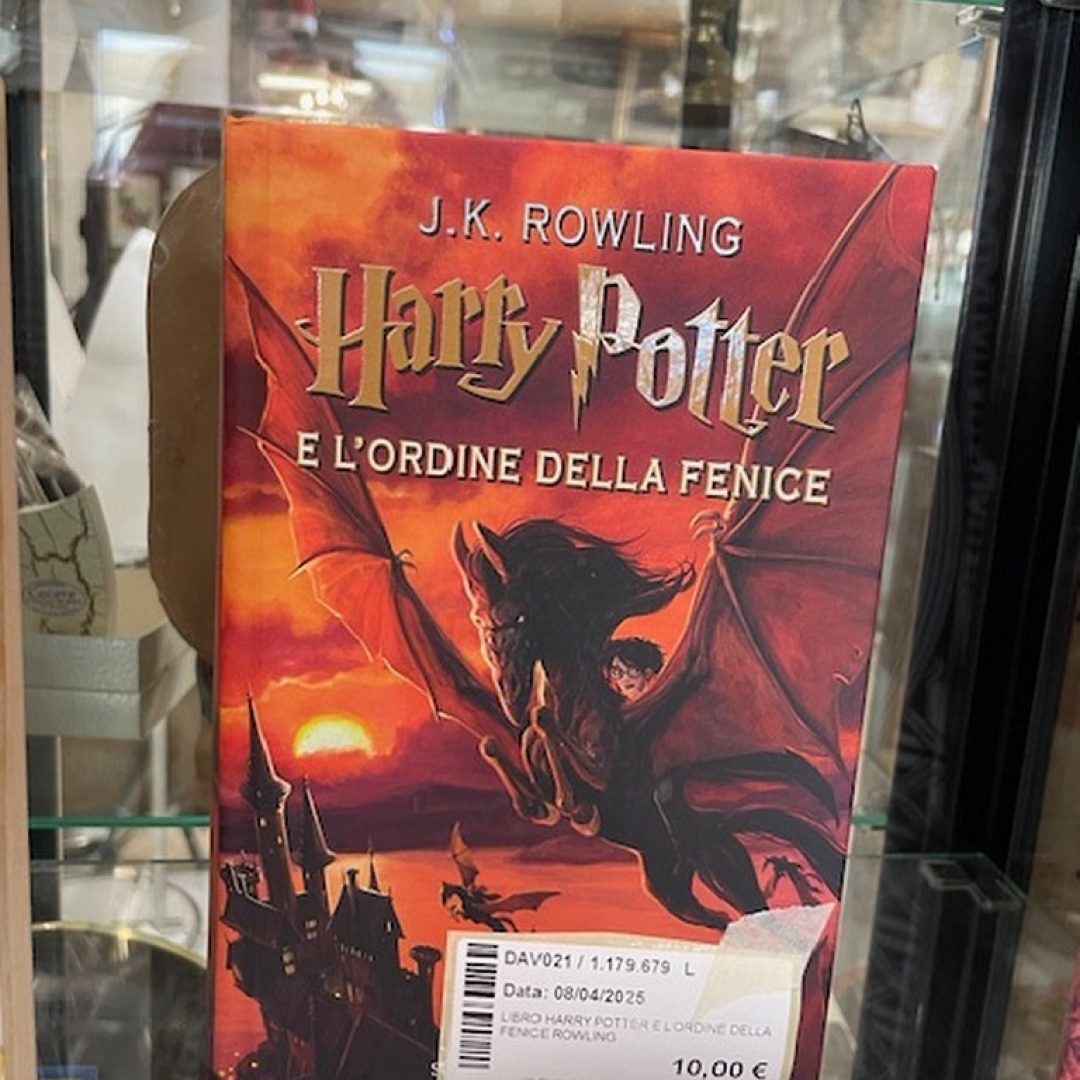 J.K. ROWLING
Harry Potter
E L'ORDINE DELLA FENICE
DAV021 / 1.179.679 L
Data: 08/04/2025
LIBRO HARRY POTTER E L'ORDINE DELLA
FENICE ROWLING
10,00 €